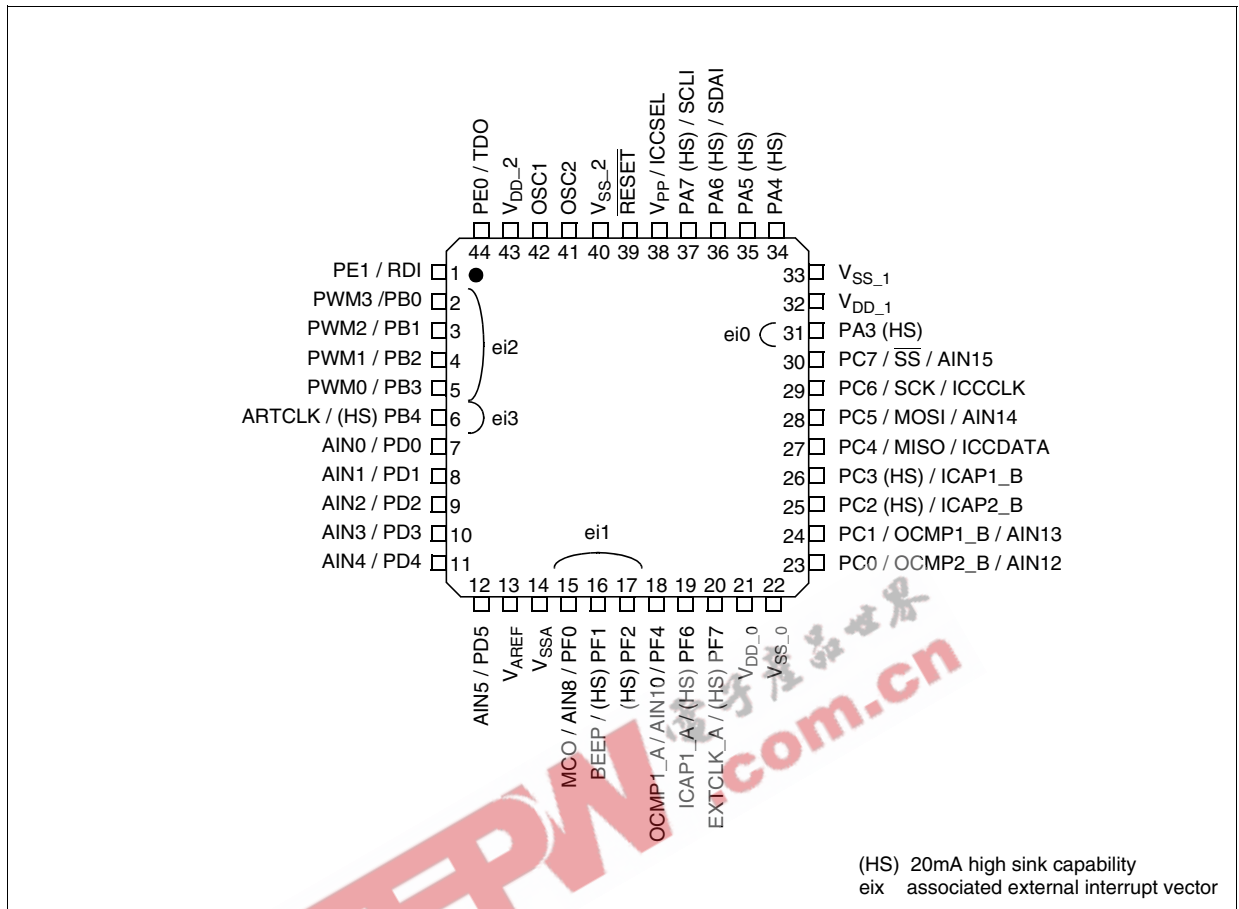 PE0 / TDO
VDD_2
OSC1
OSC2
VSS_2
RESET
VPP / ICCSEL
PA7 (HS) / SCLI
PA6 (HS) / SDAI
PA5 (HS)
PA4 (HS)
44 43 42 41 40 39 38 37 36 35 34
PE1 / RDI 1
PWM3 /PB0 2
PWM2 / PB1 3
PWM1 / PB2 4
PWM0 / PB3 5
ARTCLK / (HS) PB4 6
AIN0 / PD0 7
AIN1 / PD1 8
AIN2 / PD2 9
AIN3 / PD3 10
AIN4 / PD4 11
ei2
ei3
ei0
ei1
33 VSS_1
32 VDD_1
31 PA3 (HS)
30 PC7 / SS / AIN15
29 PC6 / SCK / ICCCLK
28 PC5 / MOSI / AIN14
27 PC4 / MISO / ICCDATA
26 PC3 (HS) / ICAP1_B
25 PC2 (HS) / ICAP2_B
24 PC1 / OCMP1_B / AIN13
23 PC0 / OCMP2_B / AIN12
12 13 14 15 16 17 18 19 20 21 22
AIN5 / PD5
VAREF
VSSA
MCO / AIN8 / PF0
BEEP / (HS) PF1
(HS) PF2
OCMP1_A / AIN10 / PF4
ICAP1_A / (HS) PF6
EXTCLK_A / (HS) PF7
VDD_0
VSS_0
電子產品世界
.com.cn
(HS) 20mA high sink capability
eix associated external interrupt vector